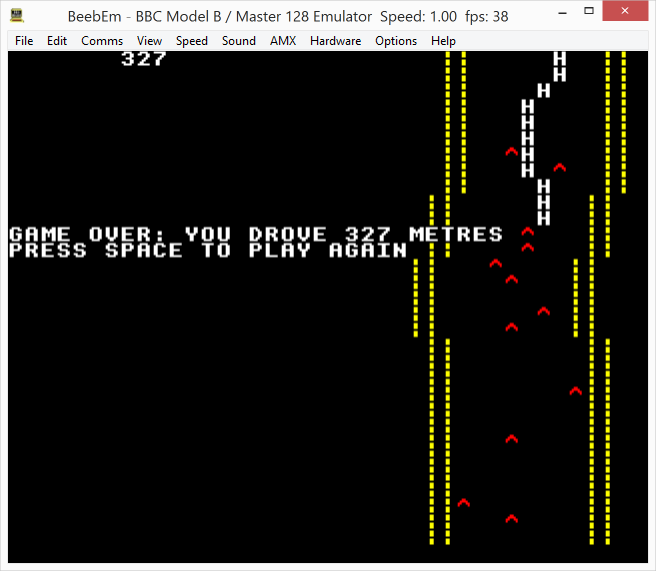 BeebEm - BBC Model B / Master 128 Emulator  Speed: 1.00  fps: 38
File Edit Comms View Speed Sound AMX Hardware Options Help
327
H
H
H
H
H
H
H
H
H
H
H
GAME OVER: YOU DROVE 327 METRES
PRESS SPACE TO PLAY AGAIN